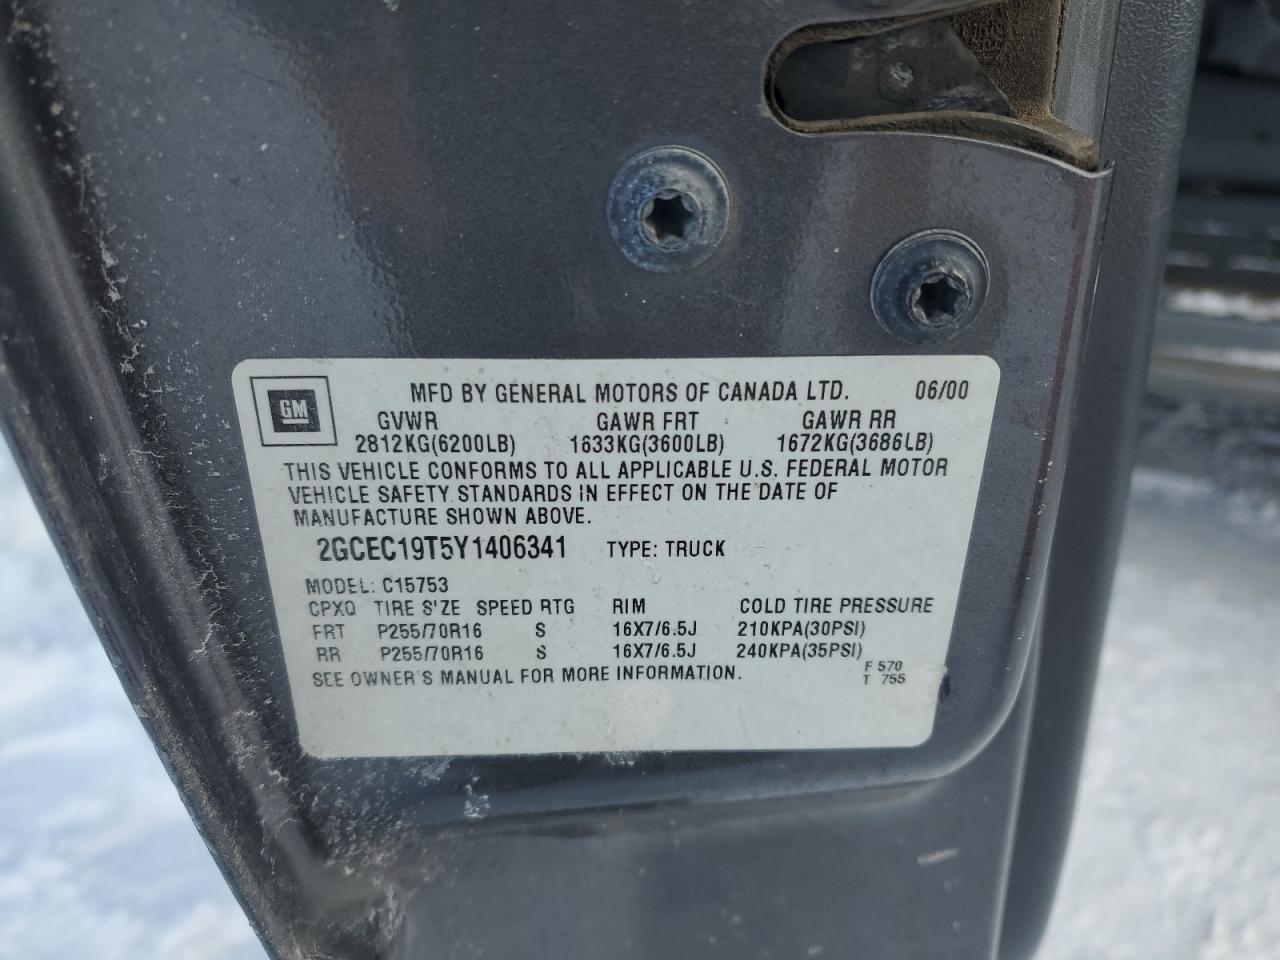 MFD BY GENERAL MOTORS OF CANADA LTD. 06/00
GM
GVWR GAWR FRT GAWR RR
2812KG(6200LB) 1633KG(3600LB) 1672KG(3686LB)
THIS VEHICLE CONFORMS TO ALL APPLICABLE U.S. FEDERAL MOTOR
VEHICLE SAFETY STANDARDS IN EFFECT ON THE DATE OF
MANUFACTURE SHOWN ABOVE.
2GCEC19T5Y1406341 TYPE: TRUCK
MODEL: C15753
CPXQ TIRE S'ZE SPEED RTG RIM COLD TIRE PRESSURE
FRT P255/70R16 S 16X7/6.5J 210KPA(30PSI)
RR P255/70R16 S 16X7/6.5J 240KPA(35PSI)
SEE OWNER'S MANUAL FOR MORE INFORMATION. F 570
T 755